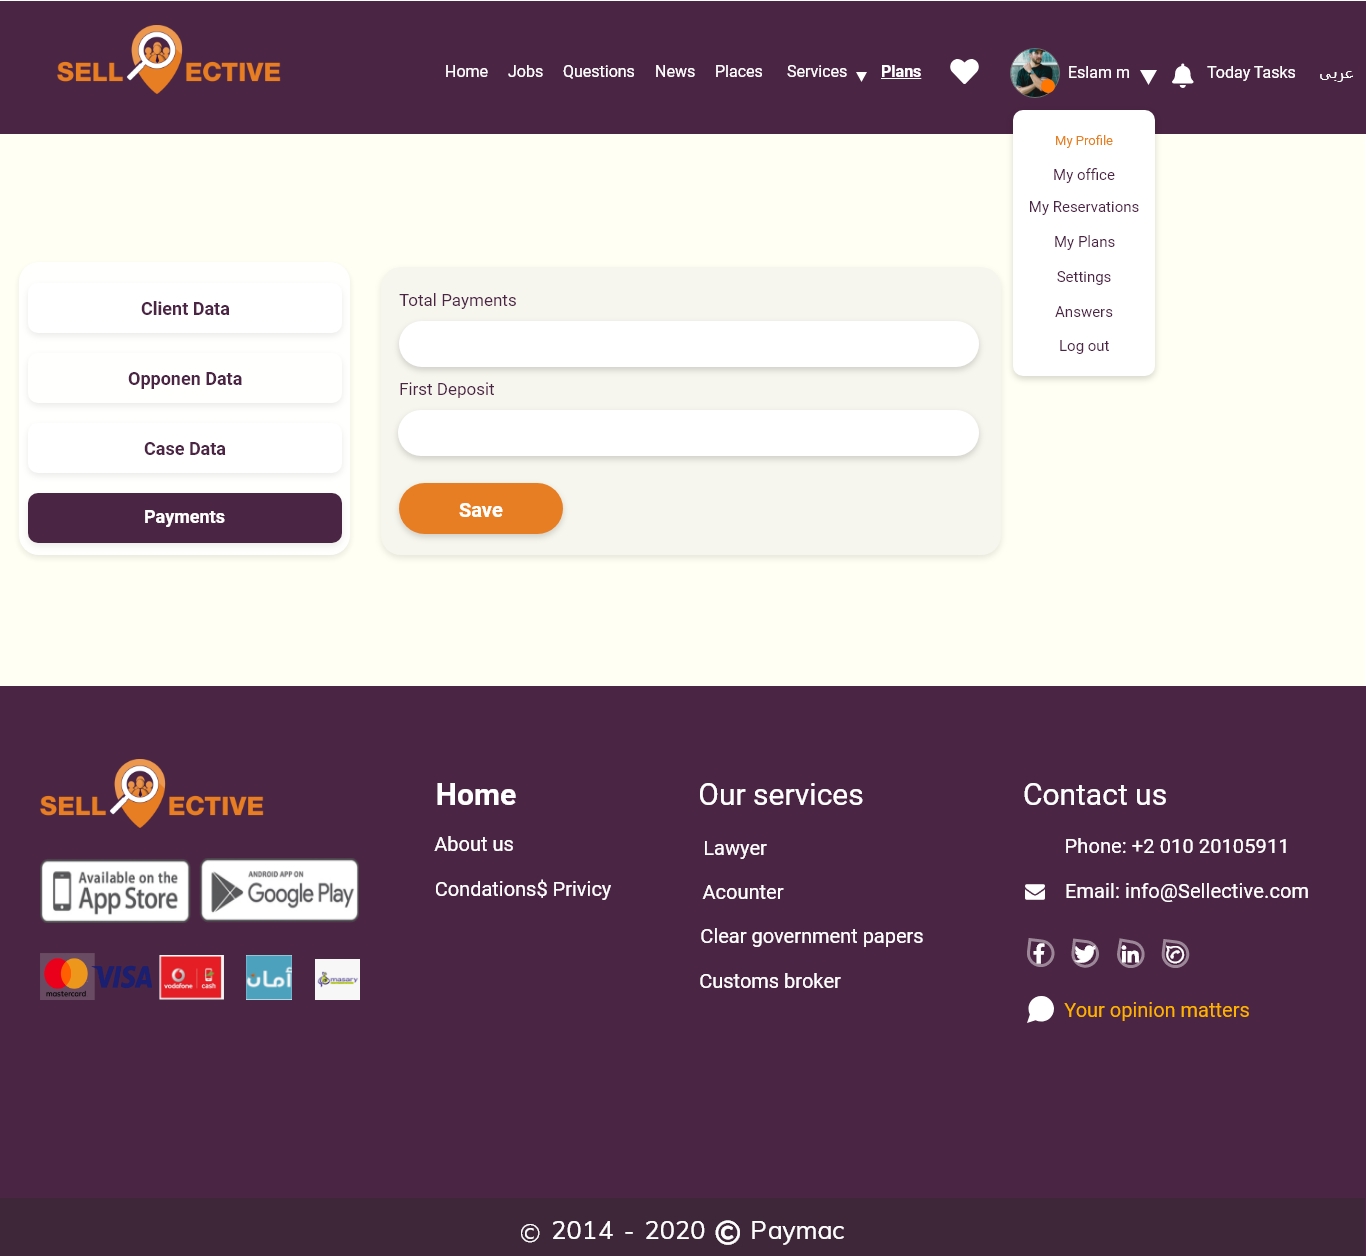 SELL ECTIVE
Home Jobs Questions News Places Services Plans Eslam m Today Tasks عربى
My Profile
My office
My Reservations
My Plans
Settings
Answers
Log out
Client Data
Opponen Data
Case Data
Payments
Total Payments
First Deposit
Save
SELL ECTIVE
Available on the
App Store
ANDROID APP ON
Google Play
mastercard
VISA
vodafone cash
أمان
masary
Home
About us
Condations$ Privicy
Our services
Lawyer
Acounter
Clear government papers
Customs broker
Contact us
Phone: +2 010 20105911
Email: info@Sellective.com
Your opinion matters
© 2014 - 2020 © Paymac